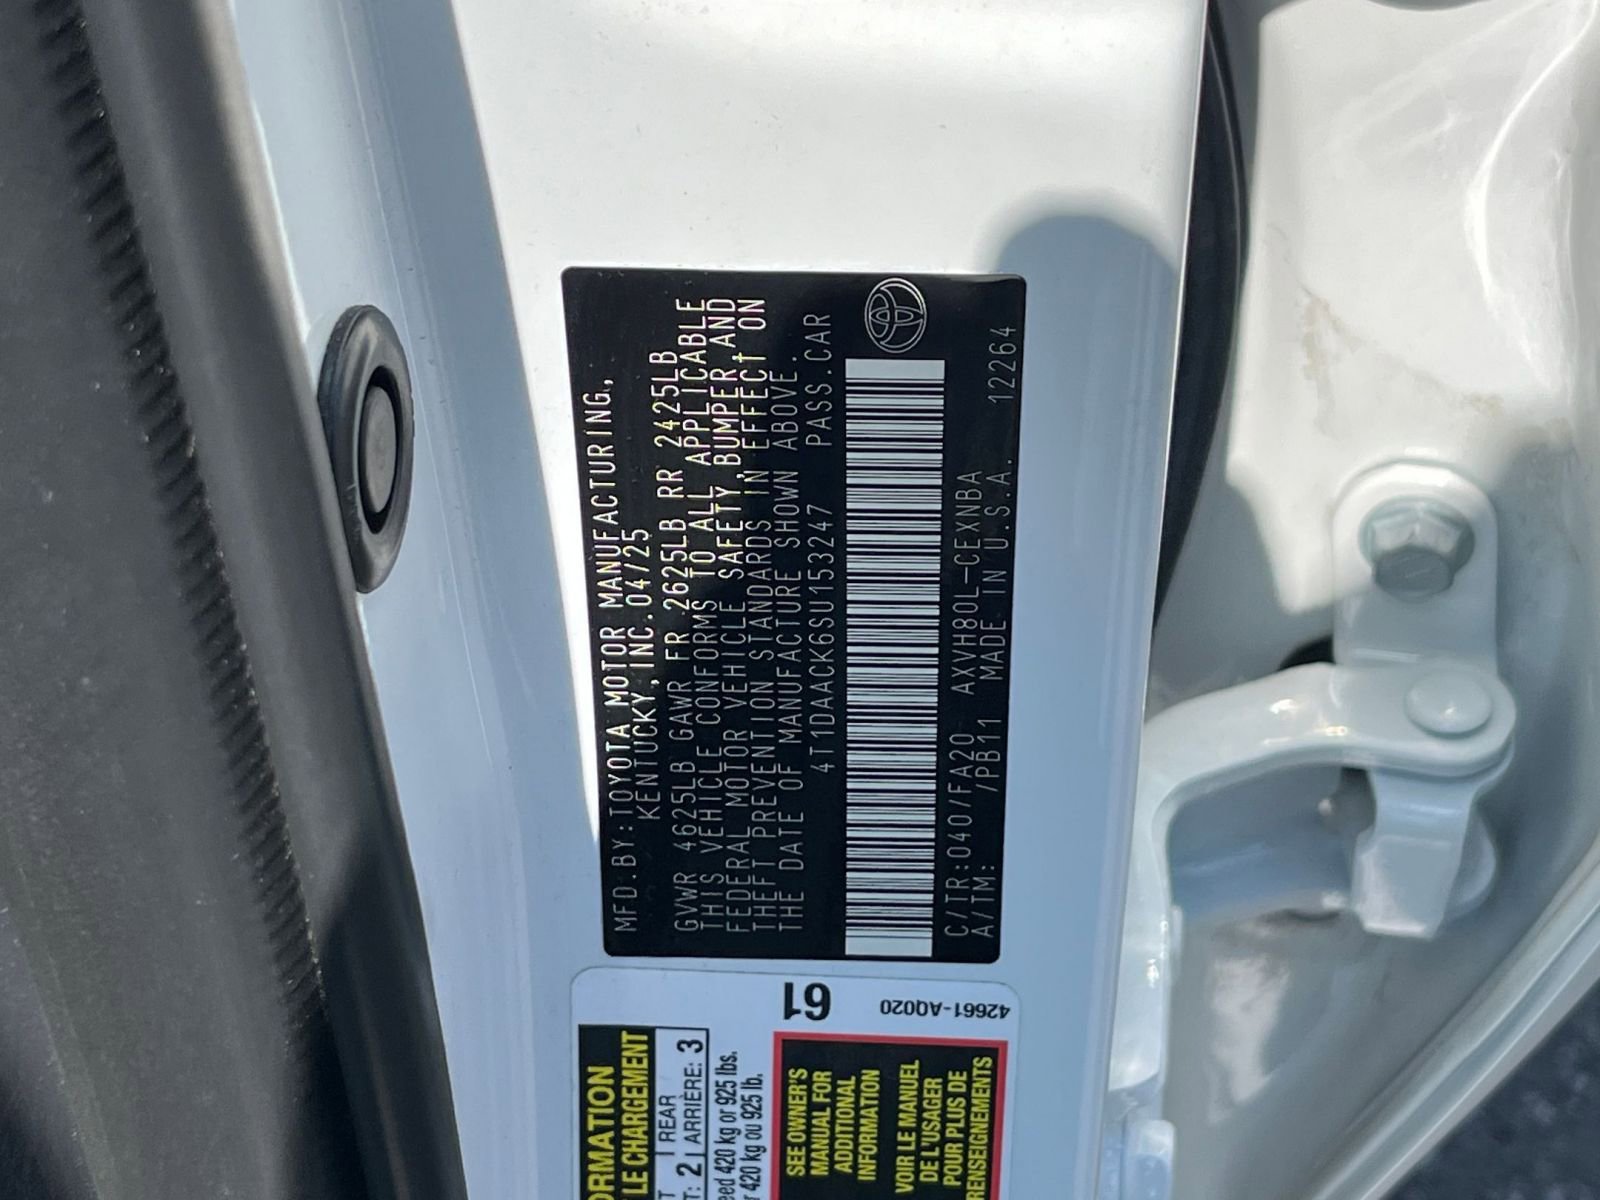 MFD.BY:TOYOTA MOTOR MANUFACTURING,
KENTUCKY,INC.04/25
GVWR 4625LB GAWR FR 2625LB RR 2425LB
THIS VEHICLE CONFORMS TO ALL APPLICABLE
FEDERAL MOTOR VEHICLE SAFETY,BUMPER,AND
THEFT PREVENTION STANDARDS IN EFFECT ON
THE DATE OF MANUFACTURE SHOWN ABOVE.
4T1DAACK6SU153247 PASS.CAR
C/TR:040/FA20 AXVH80L-CEXNBA 12264
A/TM: /PB11 MADE IN U.S.A.
61
42661-AQ020
LE CHARGEMENT
REAR
2 ARRIÈRE: 3
420 kg or 925 lbs.
420 kg ou 925 lb.
SEE OWNER'S
MANUAL FOR
ADDITIONAL
INFORMATION
VOIR LE MANUEL
DE L'USAGER
POUR PLUS DE
RENSEIGNEMENTS